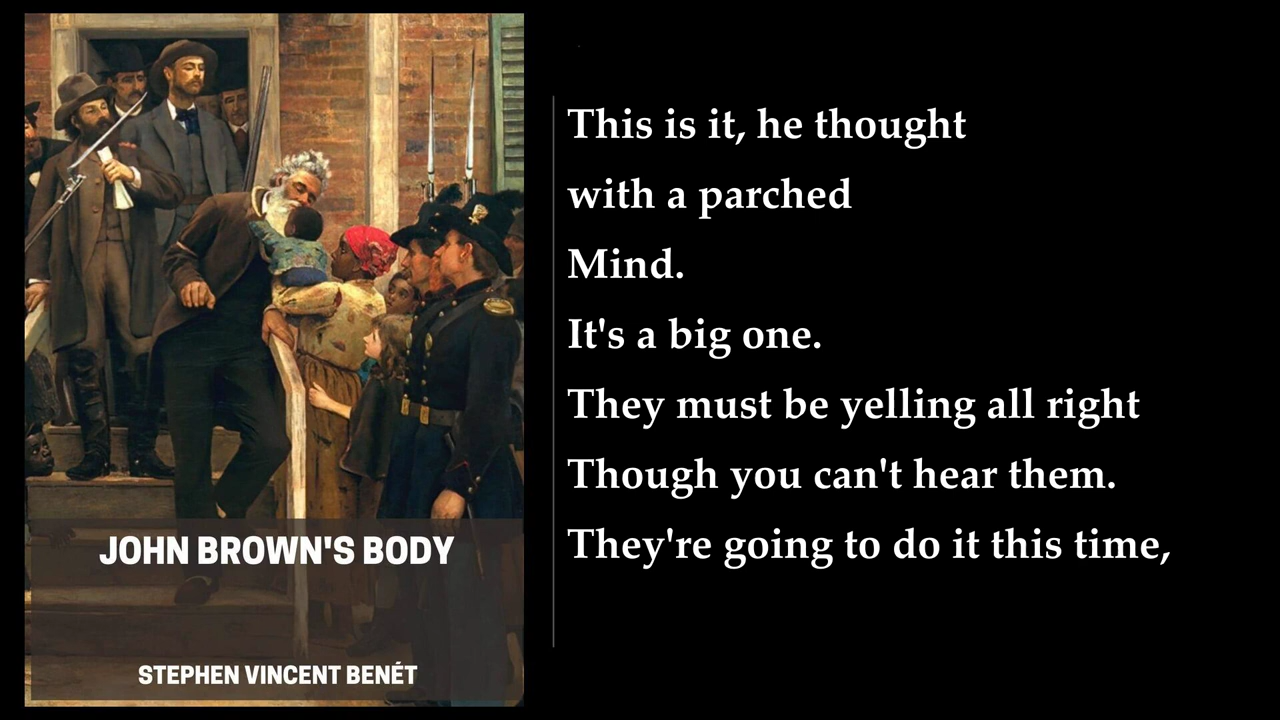 JOHN BROWN'S BODY
STEPHEN VINCENT BENÉT
This is it, he thought
with a parched
Mind.
It's a big one.
They must be yelling all right
Though you can't hear them.
They're going to do it this time,